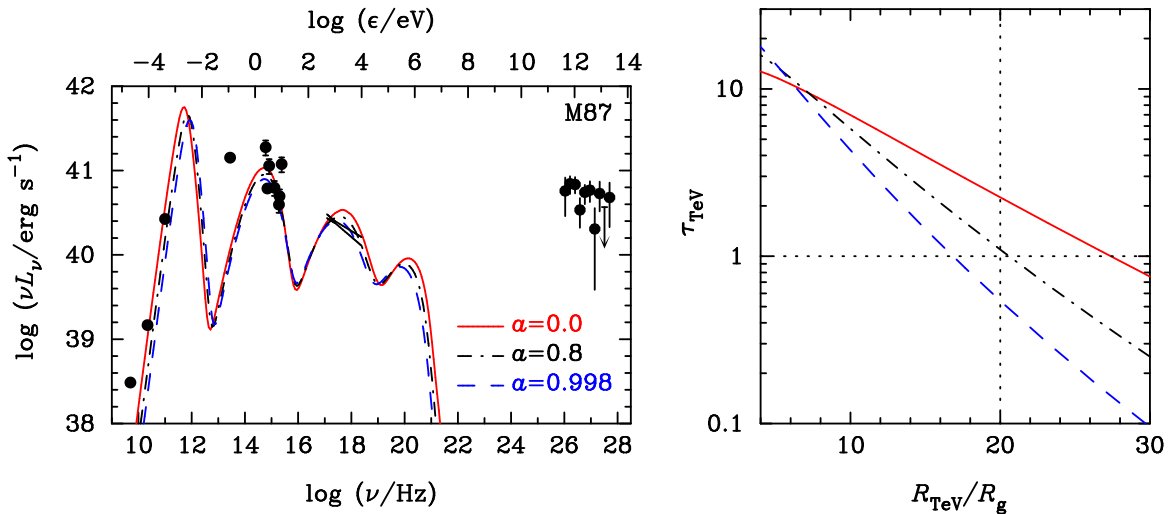 log (ϵ/eV)
−4 −2 0 2 4 6 8 10 12 14
log (νLν/erg s⁻¹)
42
41
40
39
38
M87
a=0.0
a=0.8
a=0.998
10 12 14 16 18 20 22 24 26 28
log (ν/Hz)
τTeV
10
1
0.1
10 20 30
RTeV/Rg